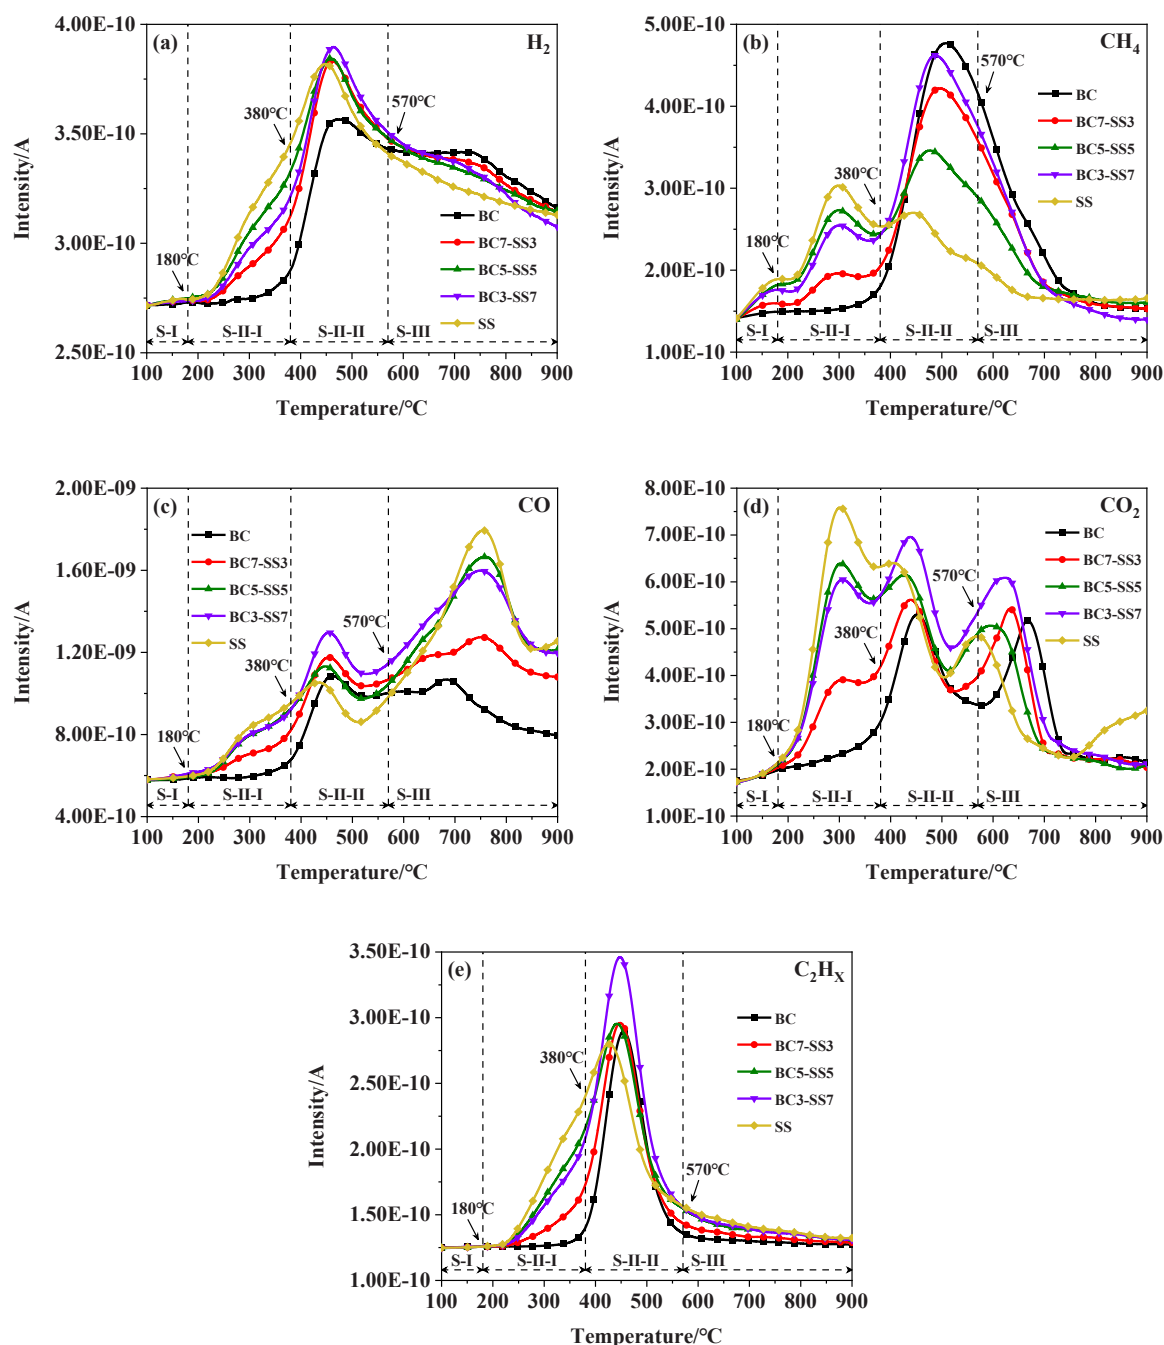 (a)
H2
4.00E-10
3.50E-10
3.00E-10
2.50E-10
Intensity/A
380℃
570℃
180℃
BC
BC7-SS3
BC5-SS5
BC3-SS7
SS
S-I
S-II-I
S-II-II
S-III
100 200 300 400 500 600 700 800 900
Temperature/℃
(b)
CH4
5.00E-10
4.00E-10
3.00E-10
2.00E-10
1.00E-10
Intensity/A
570℃
380℃
180℃
BC
BC7-SS3
BC5-SS5
BC3-SS7
SS
S-I
S-II-I
S-II-II
S-III
100 200 300 400 500 600 700 800 900
Temperature/℃
(c)
CO
2.00E-09
1.60E-09
1.20E-09
8.00E-10
4.00E-10
Intensity/A
BC
BC7-SS3
BC5-SS5
BC3-SS7
SS
570℃
380℃
180℃
S-I
S-II-I
S-II-II
S-III
100 200 300 400 500 600 700 800 900
Temperature/℃
(d)
CO2
8.00E-10
7.00E-10
6.00E-10
5.00E-10
4.00E-10
3.00E-10
2.00E-10
1.00E-10
Intensity/A
BC
BC7-SS3
BC5-SS5
BC3-SS7
SS
570℃
380℃
180℃
S-I
S-II-I
S-II-II
S-III
100 200 300 400 500 600 700 800 900
Temperature/℃
(e)
C2HX
3.50E-10
3.00E-10
2.50E-10
2.00E-10
1.50E-10
1.00E-10
Intensity/A
BC
BC7-SS3
BC5-SS5
BC3-SS7
SS
380℃
570℃
180℃
S-I
S-II-I
S-II-II
S-III
100 200 300 400 500 600 700 800 900
Temperature/℃